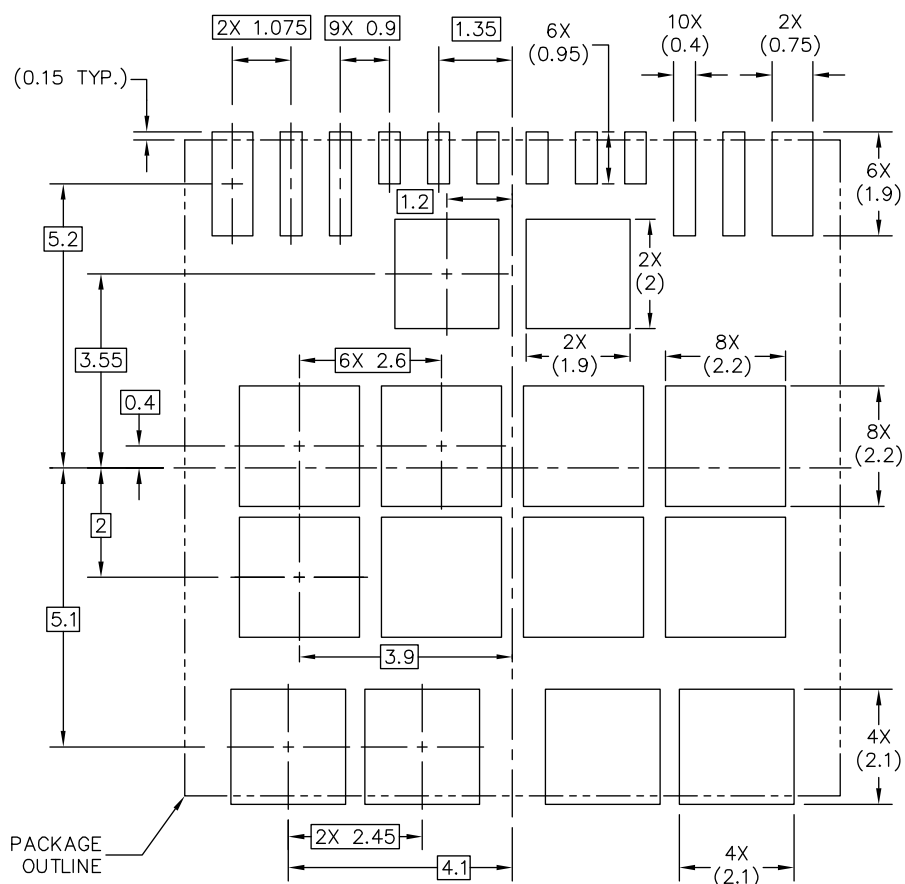 2X 1.075
9X 0.9
1.35
6X
(0.95)
10X
(0.4)
2X
(0.75)
(0.15 TYP.)
6X
(1.9)
1.2
5.2
2X
(2)
3.55
6X 2.6
2X
(1.9)
8X
(2.2)
0.4
8X
(2.2)
2
5.1
3.9
4X
(2.1)
PACKAGE
OUTLINE
2X 2.45
4.1
4X
(2.1)